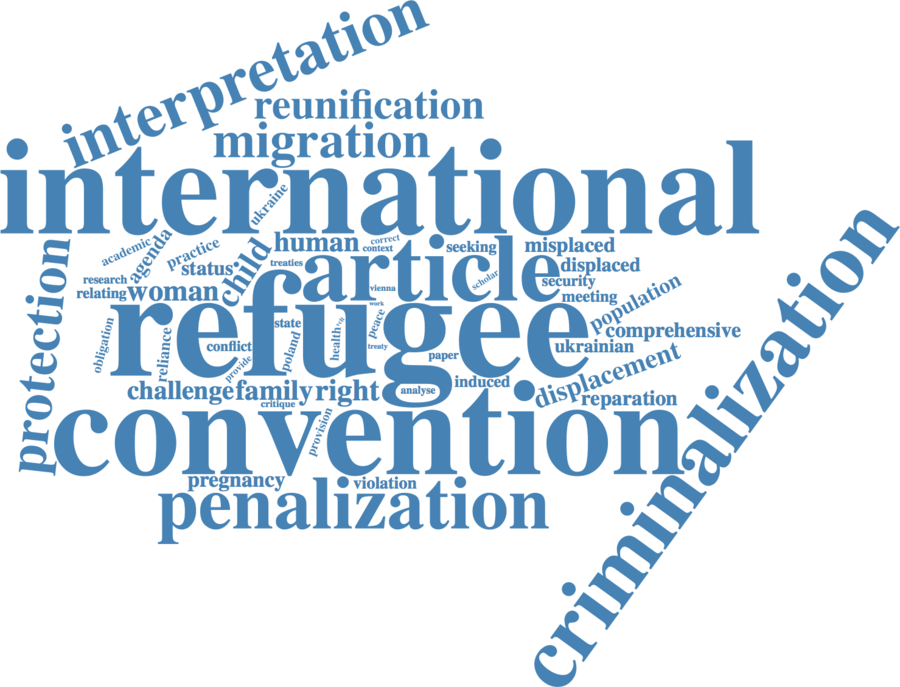 interpretation
reunification
migration
international
ukraine
academic
agenda
practice
child
human
correct
context
seeking
misplaced
research
status
treaties
article
scholar
displaced
security
relating
woman
vienna
meeting
population
protection
refugee
work
obligation
reliance
conflict
state
provide
poland
health
peace
treaty
paper
comprehensive
ukrainian
displacement
challenge
family
right
analyse
induced
reparation
critique
convention
provision
criminalization
pregnancy
violation
penalization